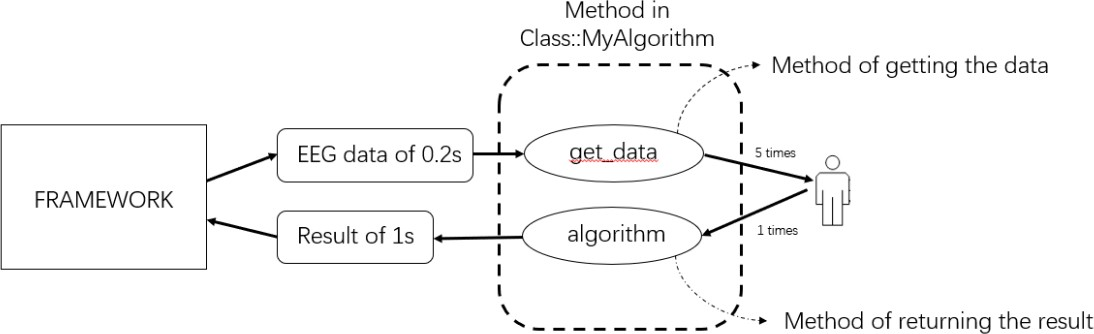 Method in
Class::MyAlgorithm
Method of getting the data
EEG data of 0.2s
get_data
5 times
FRAMEWORK
Result of 1s
algorithm
1 times
Method of returning the result